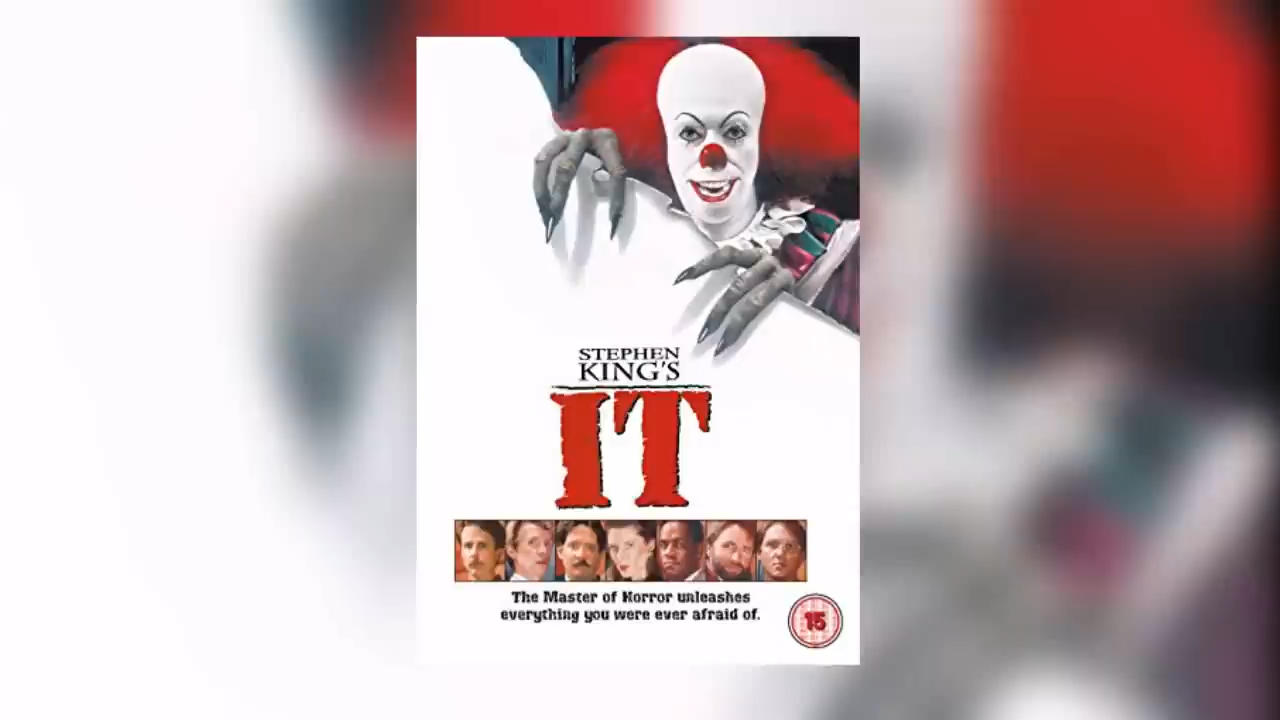 STEPHEN
KING'S
IT
The Master of Horror unleashes
everything you were ever afraid of.
15